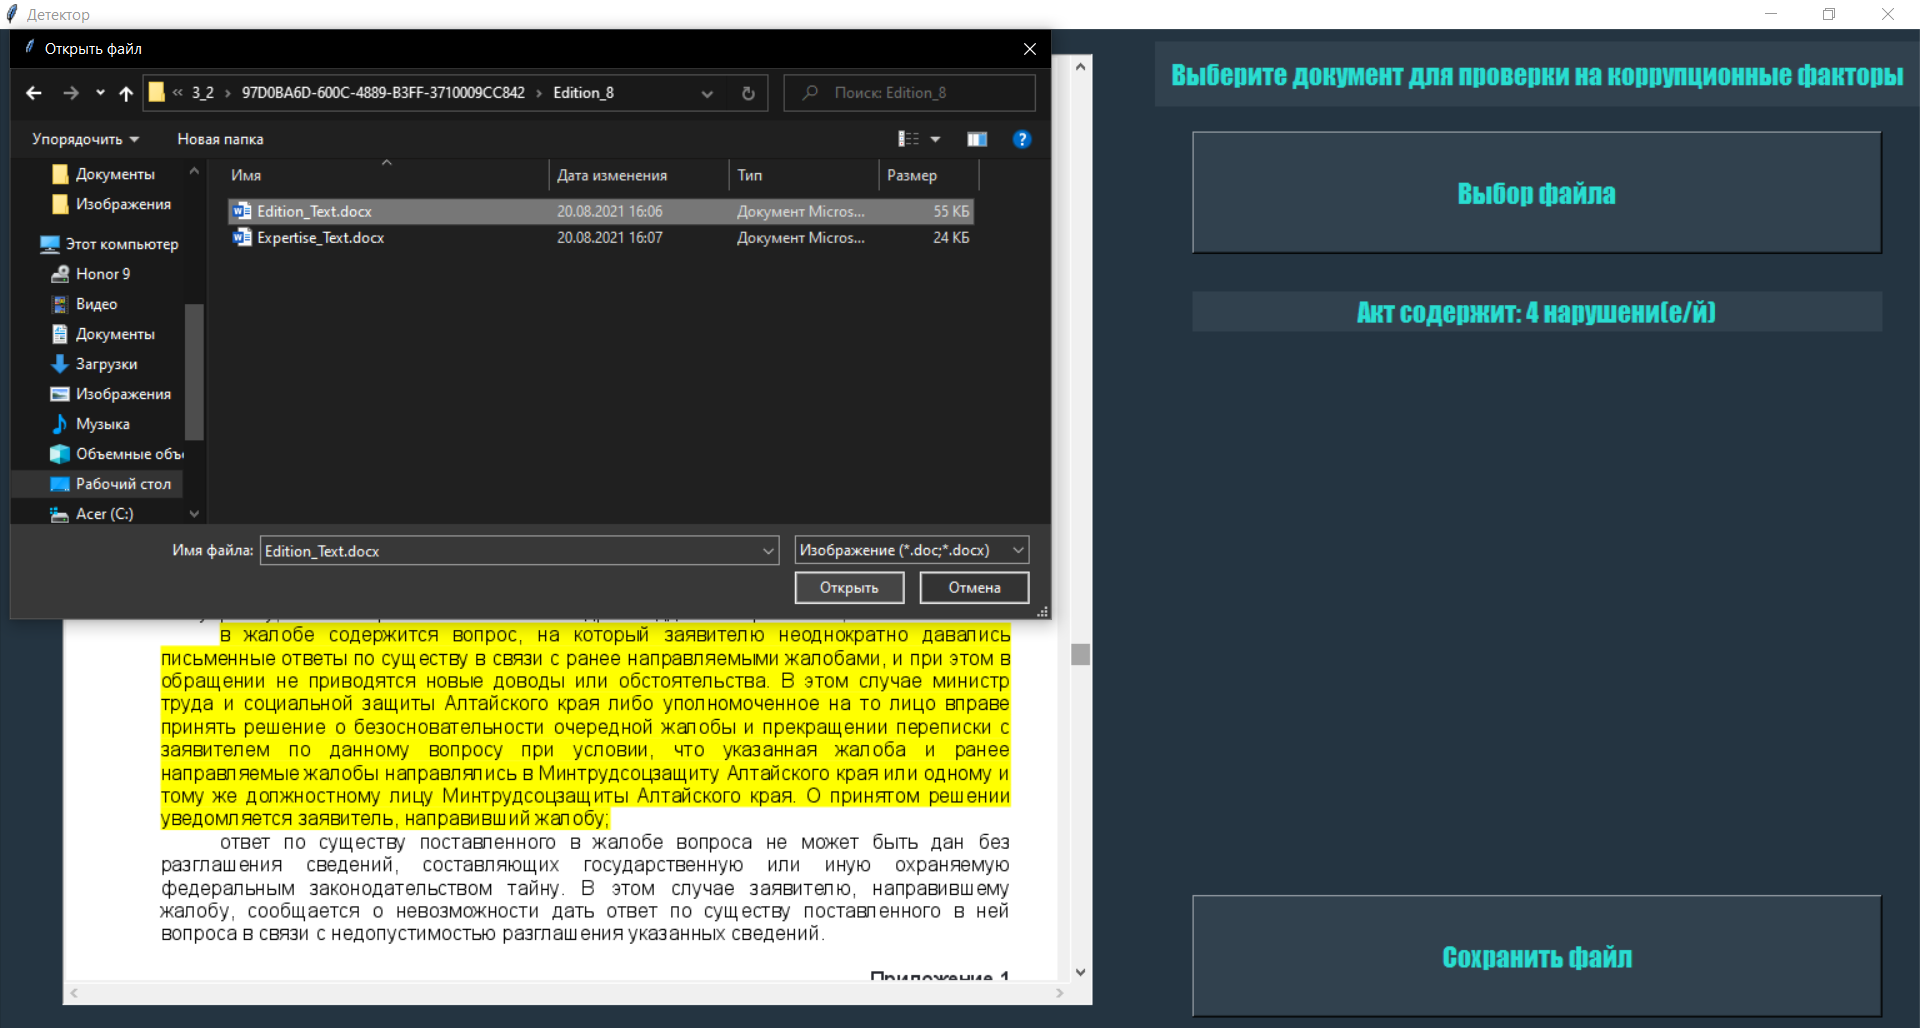 Детектор
Открыть файл
« 3_2 › 97D0BA6D-600C-4889-B3FF-3710009CC842 › Edition_8
Поиск: Edition_8
Упорядочить
Новая папка
Документы
Изображения
Этот компьютер
Honor 9
Видео
Документы
Загрузки
Изображения
Музыка
Объемные объ
Рабочий стол
Acer (C:)
Имя Дата изменения Тип Размер
Edition_Text.docx 20.08.2021 16:06 Документ Micros... 55 КБ
Expertise_Text.docx 20.08.2021 16:07 Документ Micros... 24 КБ
Имя файла: Edition_Text.docx
Изображение (*.doc;*.docx)
Открыть Отмена
в жалобе содержится вопрос, на который заявителю неоднократно давались
письменные ответы по существу в связи с ранее направляемыми жалобами, и при этом в
обращении не приводятся новые доводы или обстоятельства. В этом случае министр
труда и социальной защиты Алтайского края либо уполномоченное на то лицо вправе
принять решение о безосновательности очередной жалобы и прекращении переписки с
заявителем по данному вопросу при условии, что указанная жалоба и ранее
направляемые жалобы направлялись в Минтрудсоцзащиту Алтайского края или одному и
тому же должностному лицу Минтрудсоцзащиты Алтайского края. О принятом решении
уведомляется заявитель, направивший жалобу;
ответ по существу поставленного в жалобе вопроса не может быть дан без
разглашения сведений, составляющих государственную или иную охраняемую
федеральным законодательством тайну. В этом случае заявителю, направившему
жалобу, сообщается о невозможности дать ответ по существу поставленного в ней
вопроса в связи с недопустимостью разглашения указанных сведений.
Приложение 1
Выберите документ для проверки на коррупционные факторы
Выбор файла
Акт содержит: 4 нарушени(е/й)
Сохранить файл